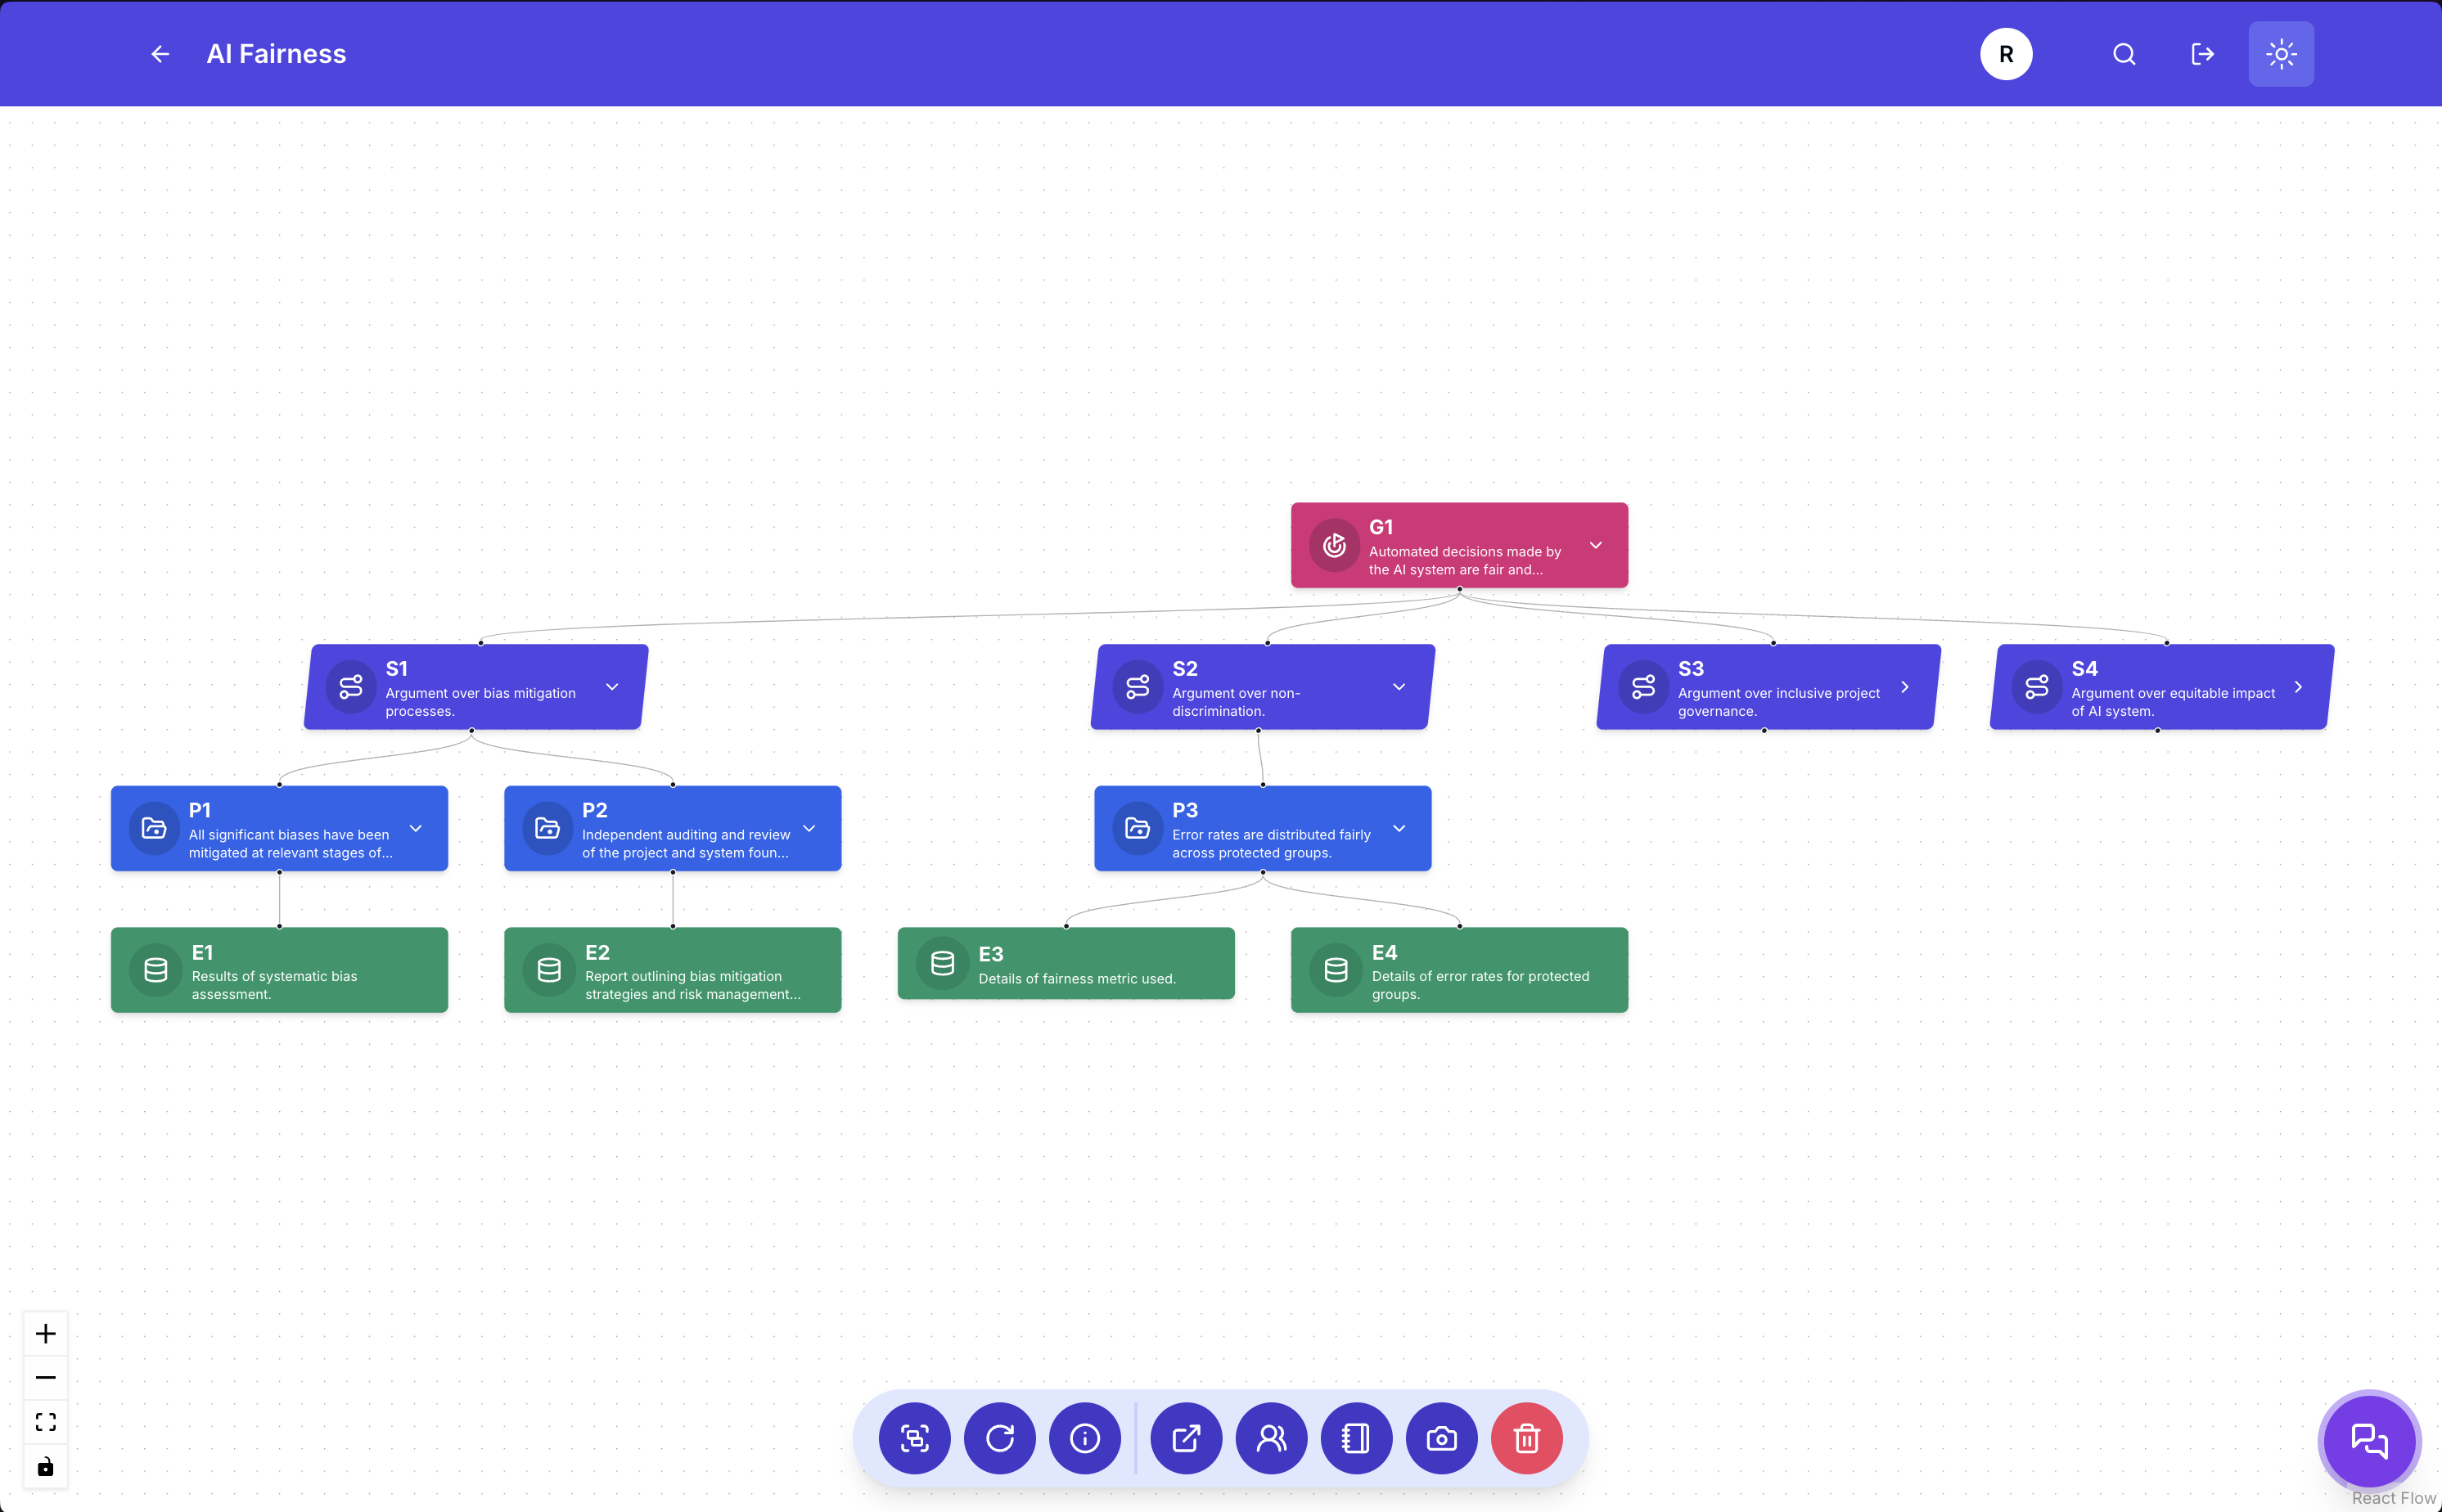 AI Fairness
R
G1
Automated decisions made by
the AI system are fair and...
S1
Argument over bias mitigation
processes.
S2
Argument over non-
discrimination.
S3
Argument over inclusive project
governance.
S4
Argument over equitable impact
of AI system.
P1
All significant biases have been
mitigated at relevant stages of...
P2
Independent auditing and review
of the project and system foun...
P3
Error rates are distributed fairly
across protected groups.
E1
Results of systematic bias
assessment.
E2
Report outlining bias mitigation
strategies and risk management...
E3
Details of fairness metric used.
E4
Details of error rates for protected
groups.
React Flow